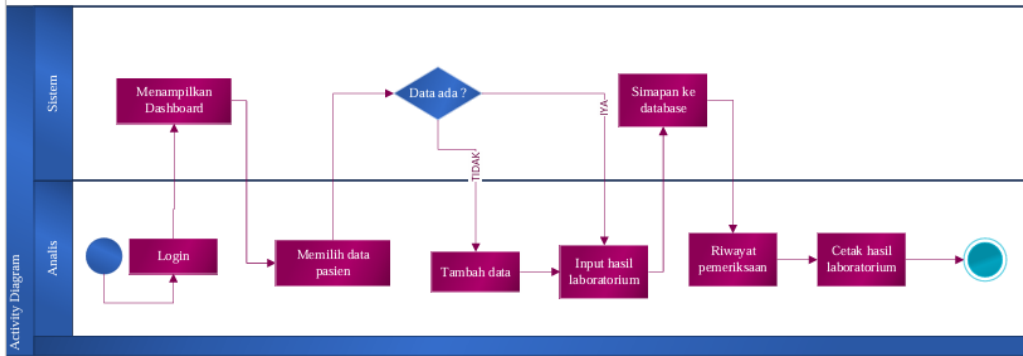 Activity Diagram
Sistem
Menampilkan
Dashboard
Data ada ?
IYA
TIDAK
Simapan ke
database
Analis
Login
Memilih data
pasien
Tambah data
Input hasil
laboratorium
Riwayat
pemeriksaan
Cetak hasil
laboratorium